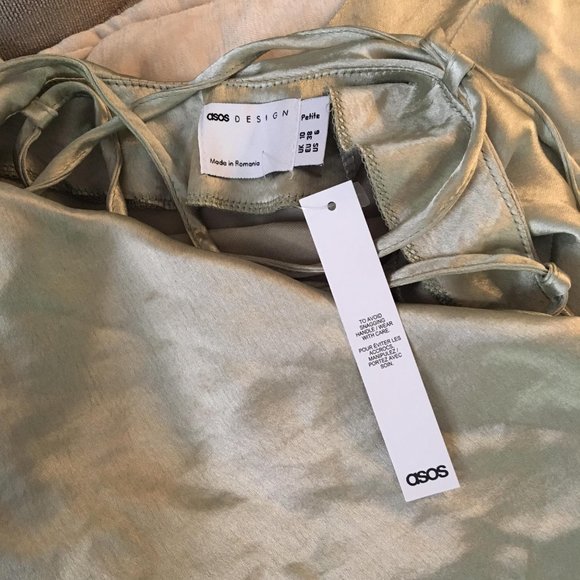 asos DESIGN
Made in Romania
Petite
UK 10
EU 38
US 6
TO AVOID
SNAGGING
HANDLE / WEAR
WITH CARE.
POUR ÉVITER LES
ACCROCS,
MANIPULEZ /
PORTEZ AVEC
SOIN.
asos